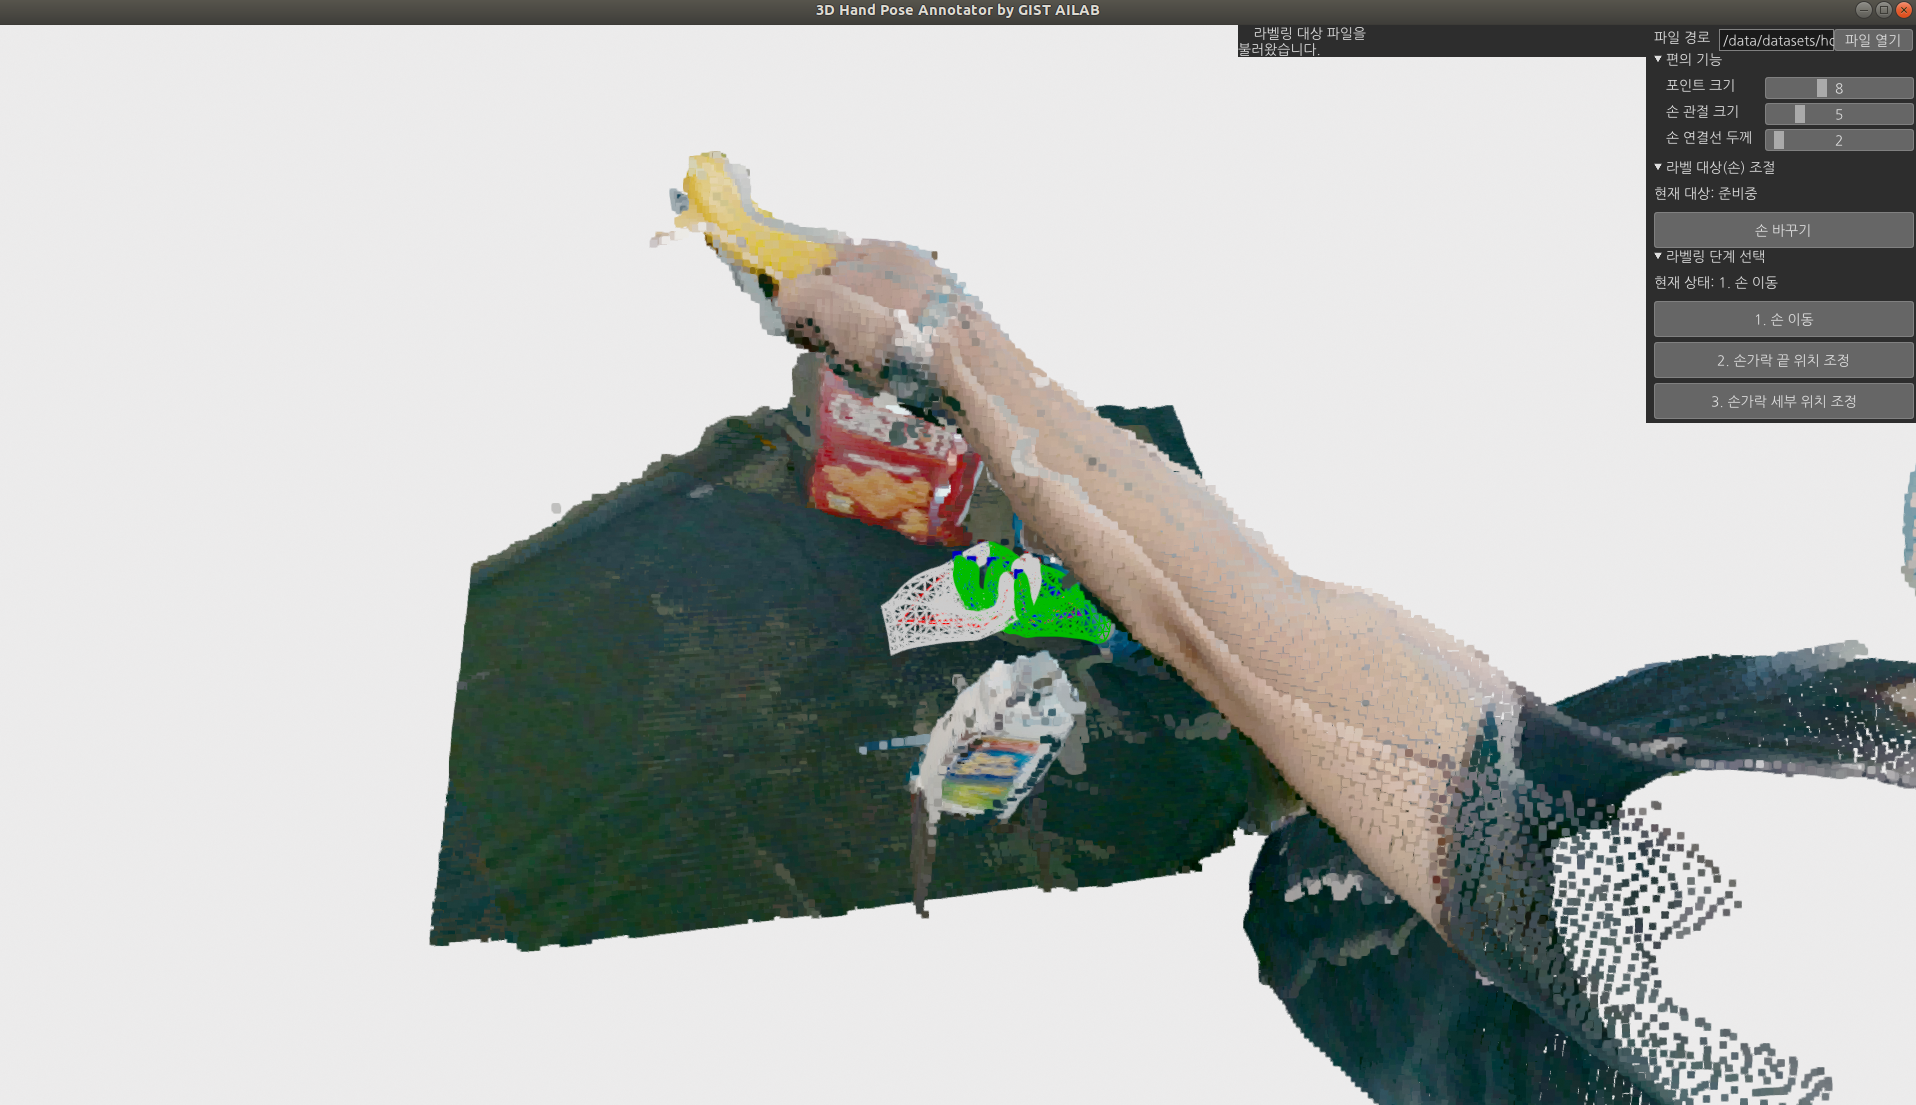 3D Hand Pose Annotator by GIST AILAB
라벨링 대상 파일을
불러왔습니다.
파일 경로 /data/datasets/ho 파일 열기
▼ 편의 기능
포인트 크기 8
손 관절 크기 5
손 연결선 두께 2
▼ 라벨 대상(손) 조절
현재 대상: 준비중
손 바꾸기
▼ 라벨링 단계 선택
현재 상태: 1. 손 이동
1. 손 이동
2. 손가락 끝 위치 조정
3. 손가락 세부 위치 조정